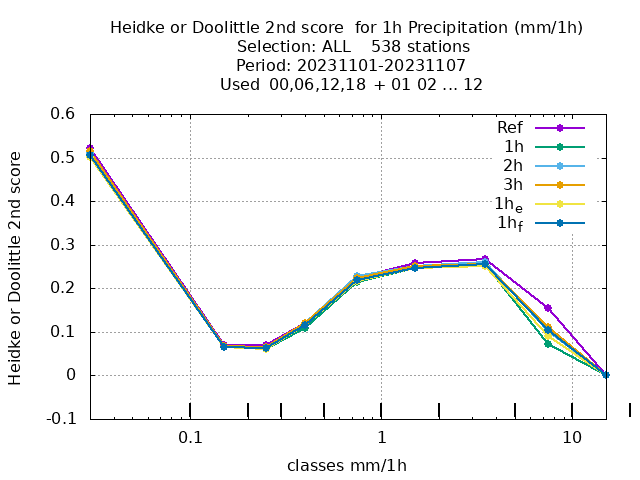 Heidke or Doolittle 2nd score  for 1h Precipitation (mm/1h)
Selection: ALL    538 stations
Period: 20231101-20231107
Used  00,06,12,18  + 01 02 ... 12
Heidke or Doolittle 2nd score
0.6
0.5
0.4
0.3
0.2
0.1
0
-0.1
Ref
1h
2h
3h
1he
1hf
0.1 1 10
classes mm/1h